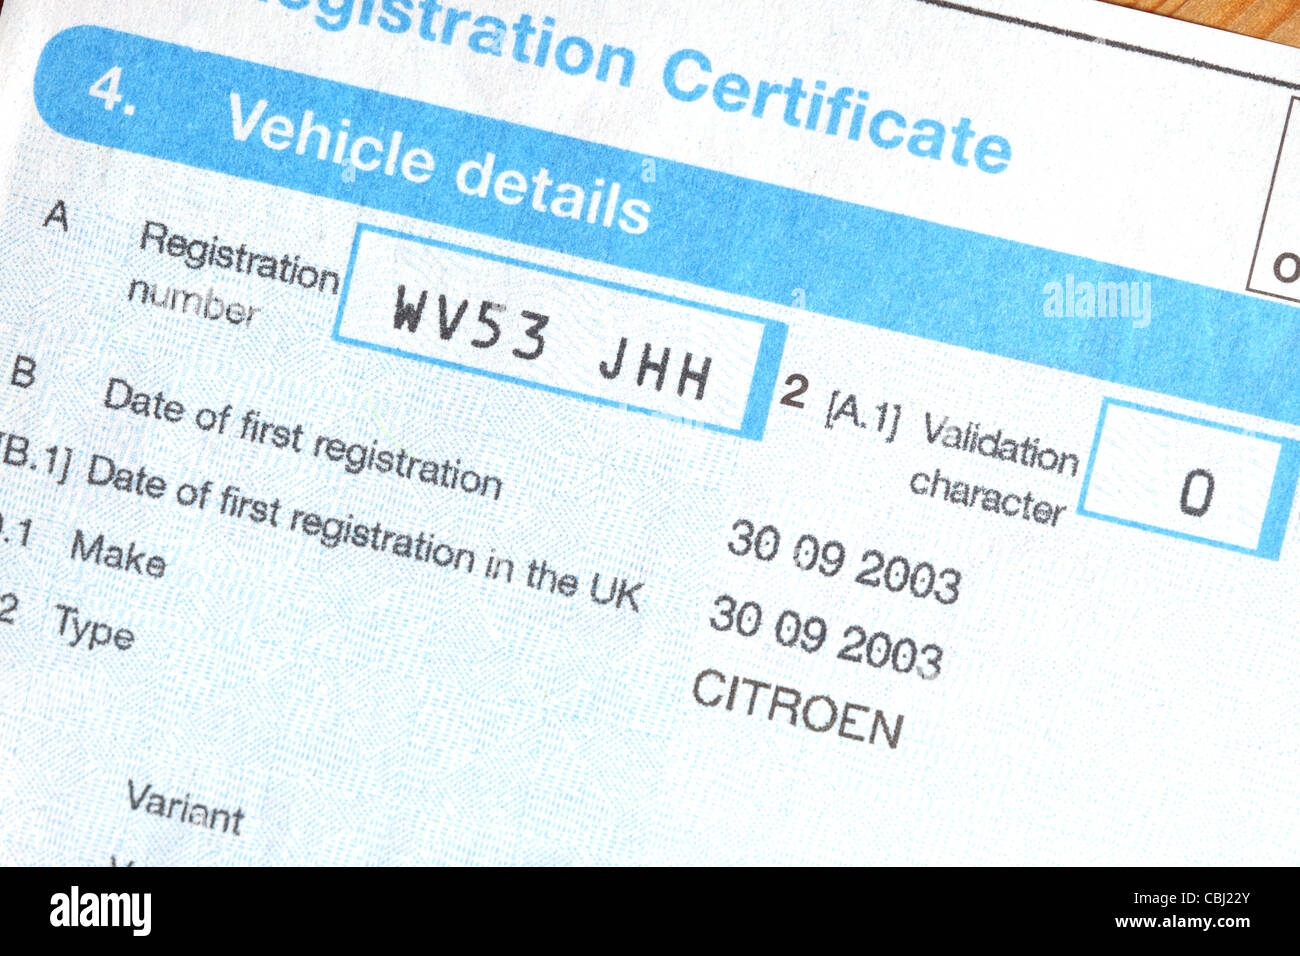 Registration Certificate
4. Vehicle details
A Registration number WV53 JHH 2 [A.1] Validation character 0
B Date of first registration 30 09 2003
[B.1] Date of first registration in the UK 30 09 2003
.1 Make CITROEN
2 Type
Variant
alamy
a
alamy
Image ID: CBJ22Y
www.alamy.com